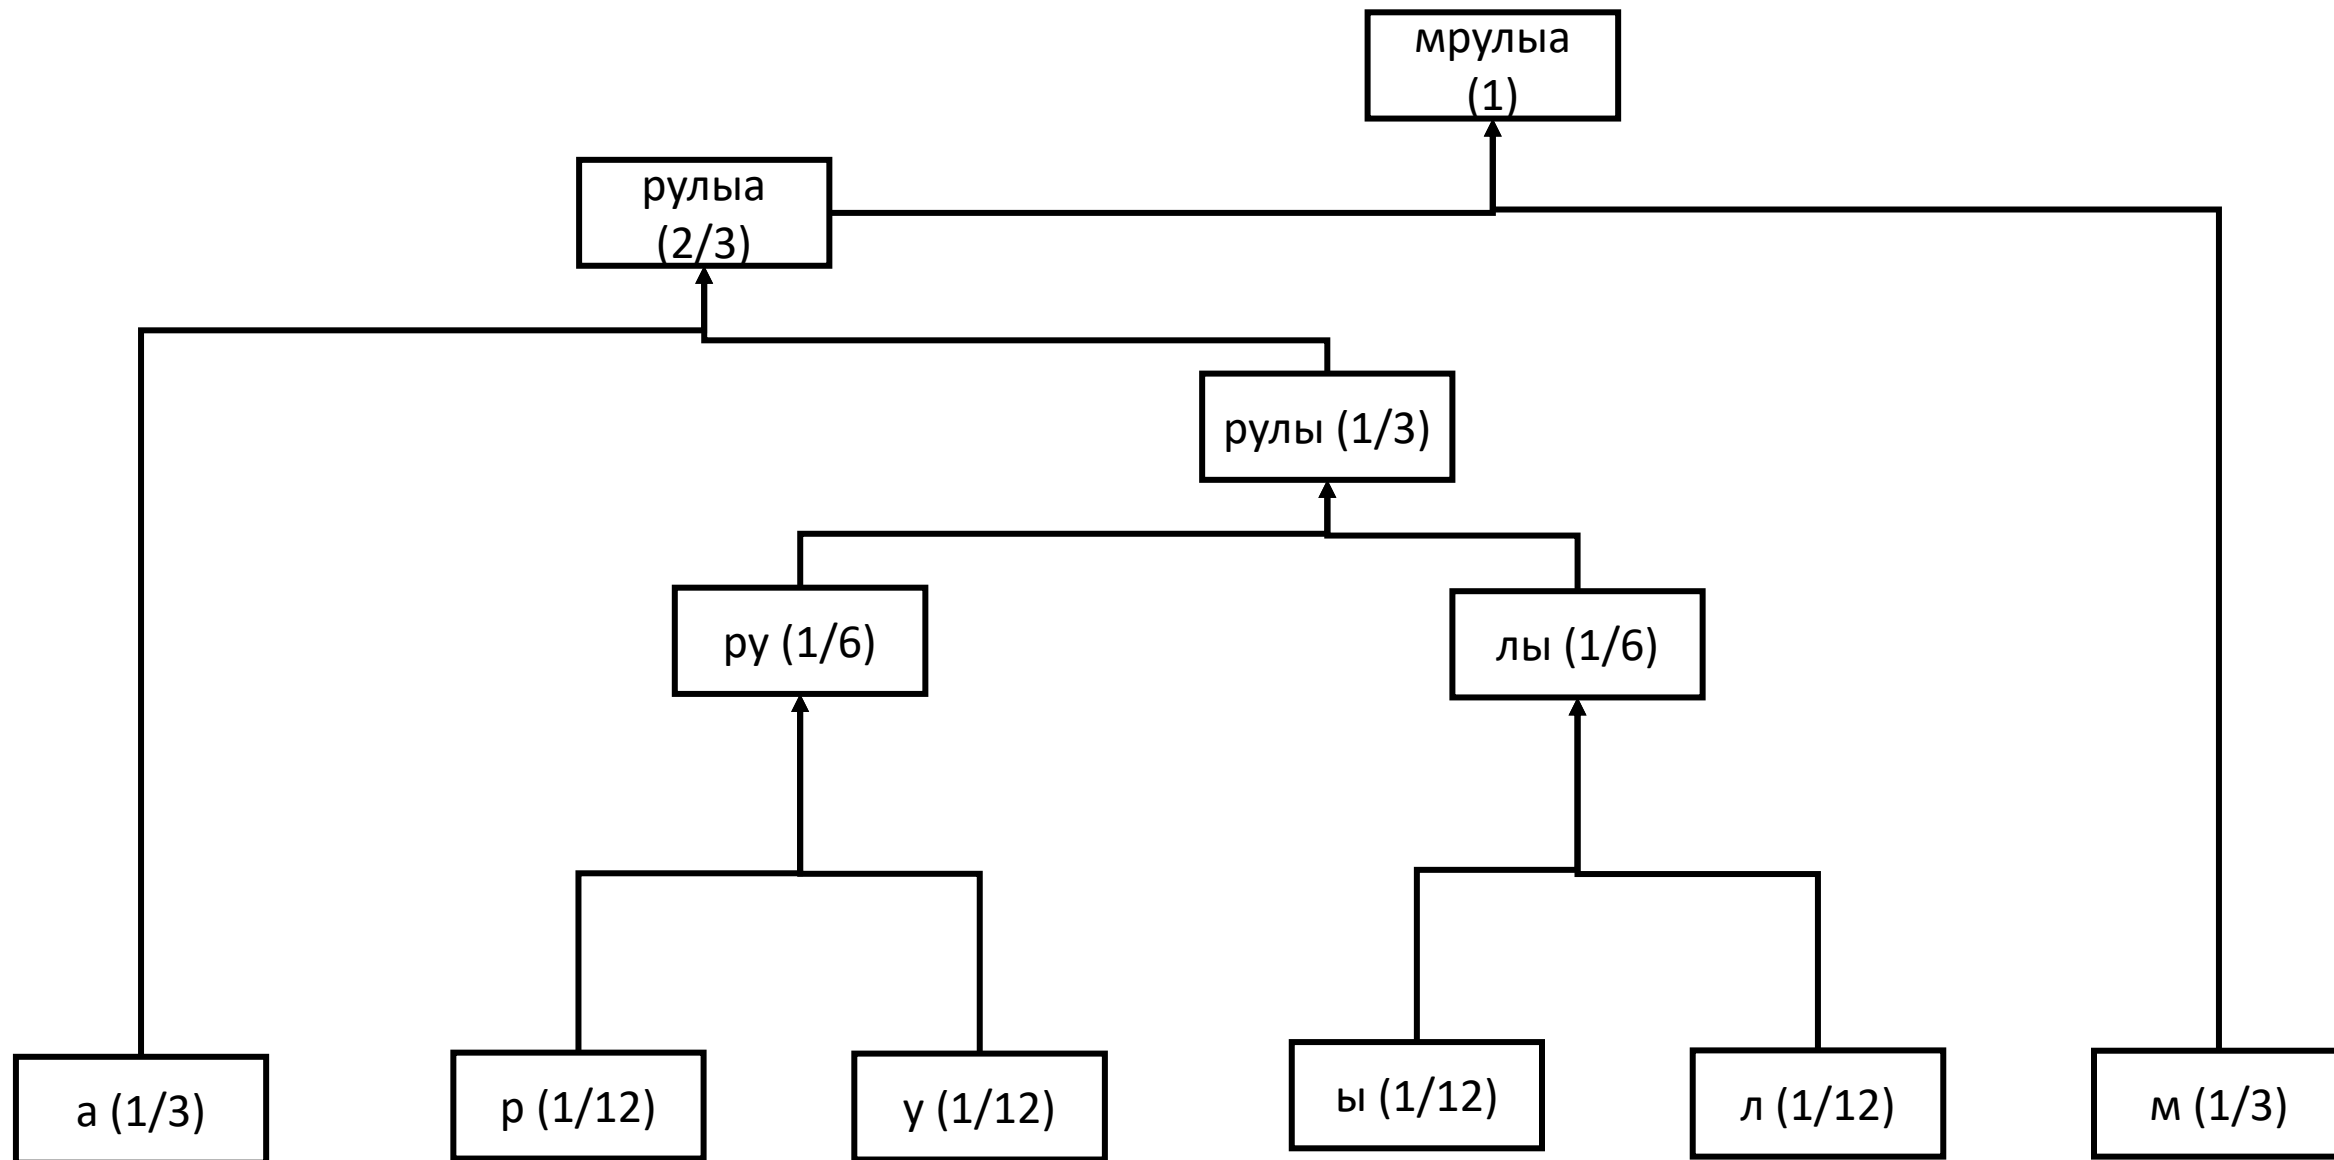 мрулыа
(1)
рулыа
(2/3)
рулы (1/3)
ру (1/6)
лы (1/6)
а (1/3)
р (1/12)
у (1/12)
ы (1/12)
л (1/12)
м (1/3)